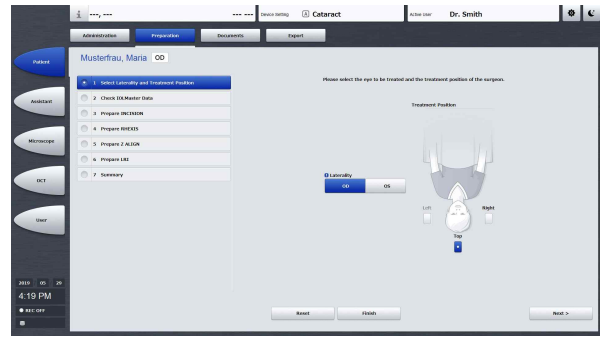 i ---, --- --- --- Device Setting A Cataract Active User Dr. Smith
Administration Preparation Documents Export
Patient
Assistant
Microscope
OCT
User
2019 05 29
4:19 PM
REC OFF
Musterfrau, Maria OD
1 Select Laterality and Treatment Position
2 Check IOLMaster Data
3 Prepare INCISION
4 Prepare RHEXIS
5 Prepare Z ALIGN
6 Prepare LRI
7 Summary
Please select the eye to be treated and the treatment position of the surgeon.
Treatment Position
Laterality
OD OS
Left Right
Top
Reset Finish Next >